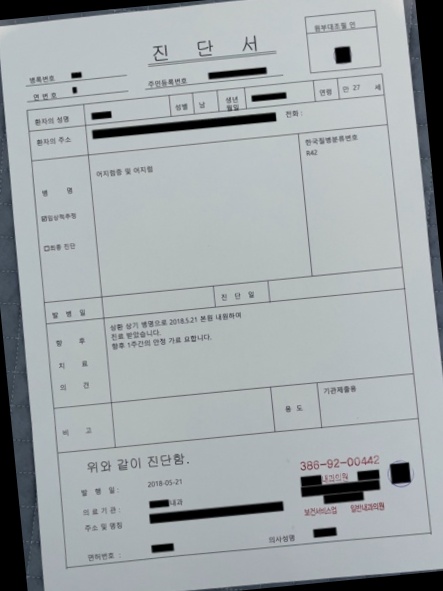 원부대조필 인
진 단 서
병록번호
연 번 호
주민등록번호
환자의 성명 성별 남 생년월일 연령 만 27 세
환자의 주소 전화 :
병 명
☑임상적추정
□최종 진단
어지럼증 및 어지럼
한국질병분류번호
R42
발 병 일 진 단 일
향 후
치 료
의 견
상환 상기 병명으로 2018.5.21 본원 내원하여
진료 받았습니다.
향후 1주간의 안정 가료 요합니다.
비 고 용 도 기관제출용
위와 같이 진단함.
발 행 일 : 2018-05-21
의 료 기 관 : 내과
주소 및 명칭
면허번호 : 의사성명
386-92-00442
내과의원
보건서비스업 일반내과의원